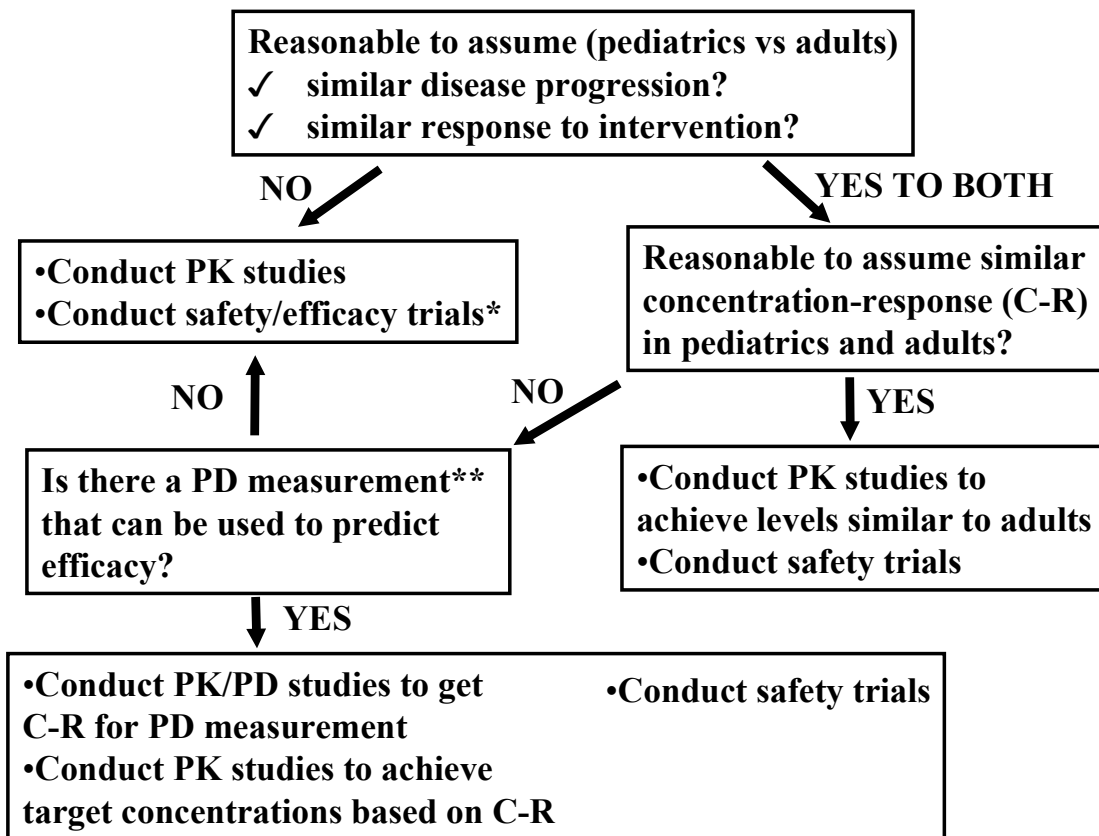 Reasonable to assume (pediatrics vs adults)
✓ similar disease progression?
✓ similar response to intervention?
NO
YES TO BOTH
•Conduct PK studies
•Conduct safety/efficacy trials*
Reasonable to assume similar
concentration-response (C-R)
in pediatrics and adults?
NO
NO
YES
Is there a PD measurement**
that can be used to predict
efficacy?
•Conduct PK studies to
achieve levels similar to adults
•Conduct safety trials
YES
•Conduct PK/PD studies to get
C-R for PD measurement
•Conduct PK studies to achieve
target concentrations based on C-R
•Conduct safety trials